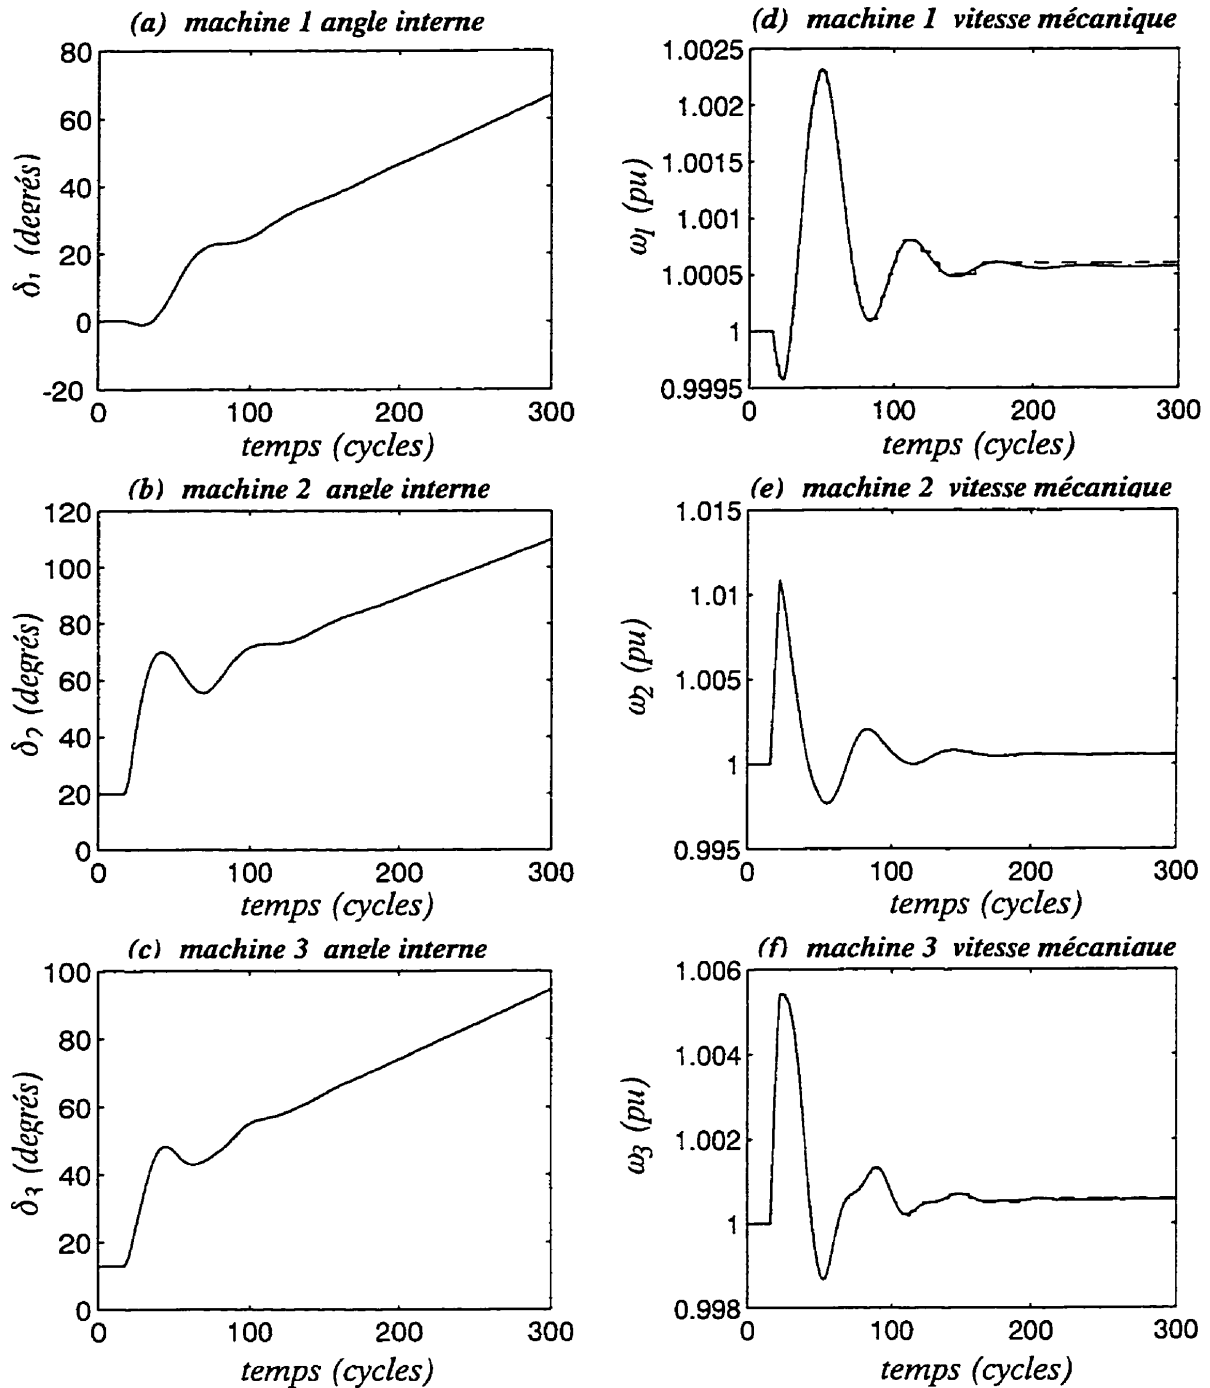 (a) machine 1 angle interne
80
60
40
20
0
-20
δ1 (degrés)
0 100 200 300
temps (cycles)
(d) machine 1 vitesse mécanique
1.0025
1.002
1.0015
1.001
1.0005
1
0.9995
ω1 (pu)
0 100 200 300
temps (cycles)
(b) machine 2 angle interne
120
100
80
60
40
20
0
δ2 (degrés)
0 100 200 300
temps (cycles)
(e) machine 2 vitesse mécanique
1.015
1.01
1.005
1
0.995
ω2 (pu)
0 100 200 300
temps (cycles)
(c) machine 3 angle interne
100
80
60
40
20
0
δ3 (degrés)
0 100 200 300
temps (cycles)
(f) machine 3 vitesse mécanique
1.006
1.004
1.002
1
0.998
ω3 (pu)
0 100 200 300
temps (cycles)